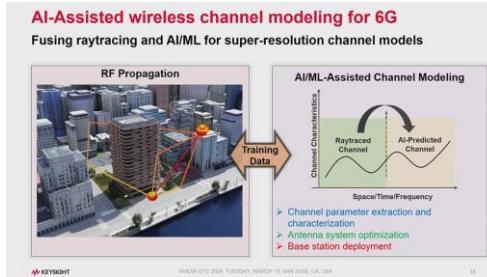 AI-Assisted wireless channel modeling for 6G
Fusing raytracing and AI/ML for super-resolution channel models
RF Propagation
Training
Data
AI/ML-Assisted Channel Modeling
Channel Characteristics
Raytraced
Channel
AI-Predicted
Channel
Space/Time/Frequency
➢ Channel parameter extraction and
characterization
➢ Antenna system optimization
➢ Base station deployment
KEYSIGHT
NVIDIA GTC 2024, TUESDAY, MARCH 19, SAN JOSE, CA, USA